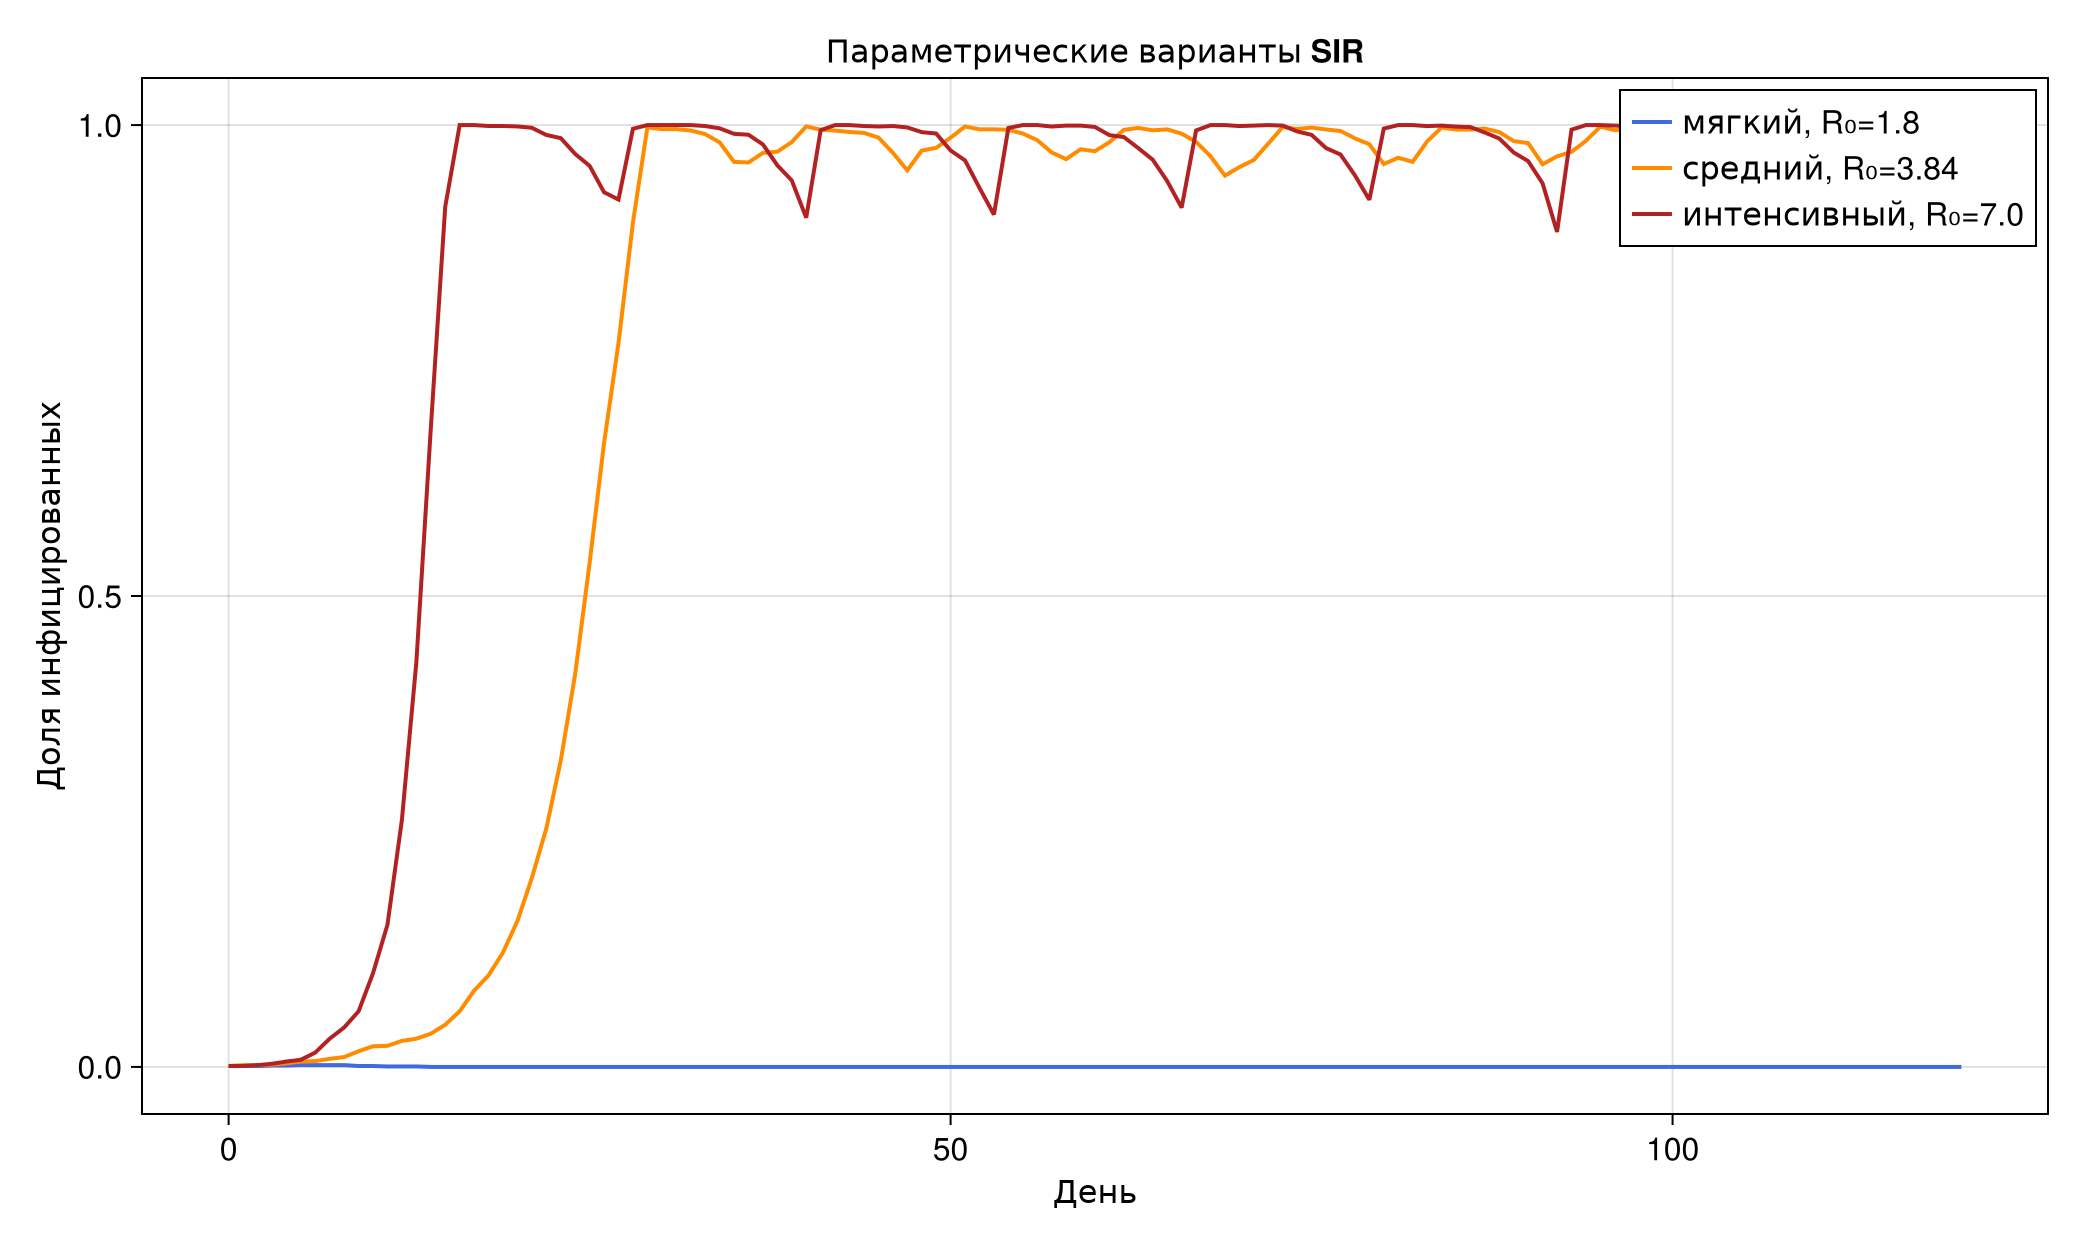 Параметрические варианты SIR
мягкий, R₀=1.8
средний, R₀=3.84
интенсивный, R₀=7.0
Доля инфицированных
1.0
0.5
0.0
0
50
100
День